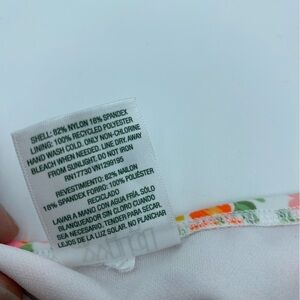 SHELL: 82% NYLON 18% SPANDEX
LINING: 100% RECYCLED POLYESTER
HAND WASH COLD. ONLY NON-CHLORINE
BLEACH WHEN NEEDED. LINE DRY AWAY
FROM SUNLIGHT. DO NOT IRON
RN17730 VN1299195
REVESTIMIENTO: 82% NAILON
18% SPANDEX FORRO: 100% POLIÉSTER
RECICLADO
LAVAR A MANO CON AGUA FRÍA. SÓLO
BLANQUEADOR SIN CLORO CUANDO
SEA NECESARIO. TENDER PARA SECAR.
LEJOS DE LA LUZ SOLAR. NO PLANCHAR